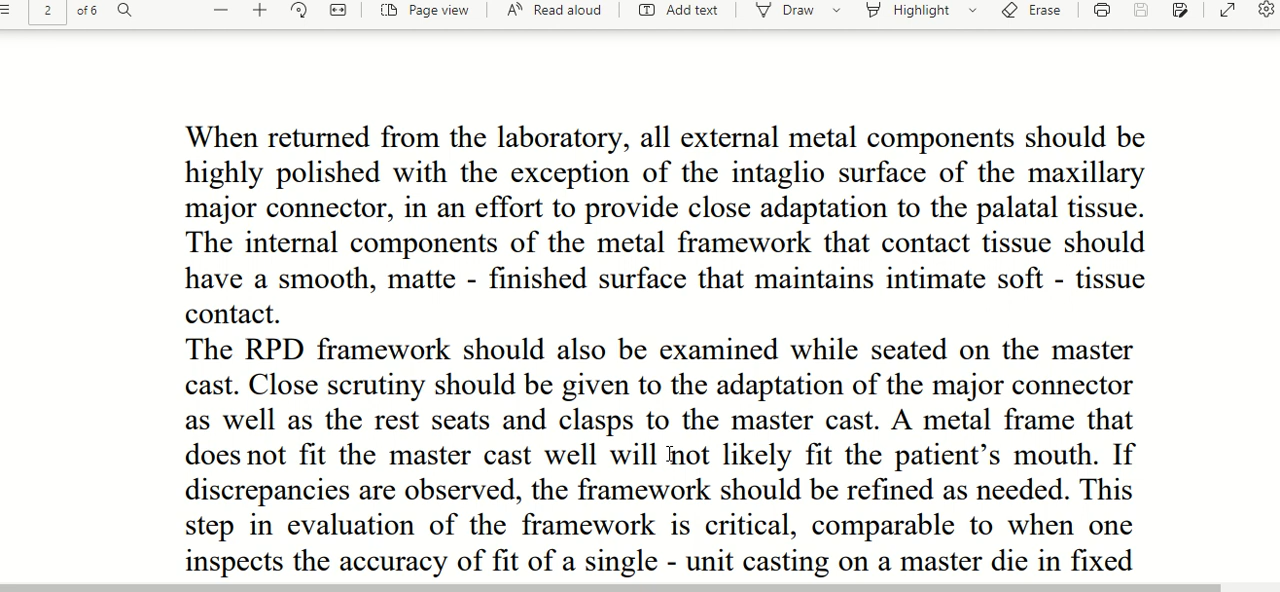 2 of 6 Page view Read aloud Add text Draw Highlight Erase
When returned from the laboratory, all external metal components should be
highly polished with the exception of the intaglio surface of the maxillary
major connector, in an effort to provide close adaptation to the palatal tissue.
The internal components of the metal framework that contact tissue should
have a smooth, matte - finished surface that maintains intimate soft - tissue
contact.
The RPD framework should also be examined while seated on the master
cast. Close scrutiny should be given to the adaptation of the major connector
as well as the rest seats and clasps to the master cast. A metal frame that
does not fit the master cast well will not likely fit the patient’s mouth. If
discrepancies are observed, the framework should be refined as needed. This
step in evaluation of the framework is critical, comparable to when one
inspects the accuracy of fit of a single - unit casting on a master die in fixed